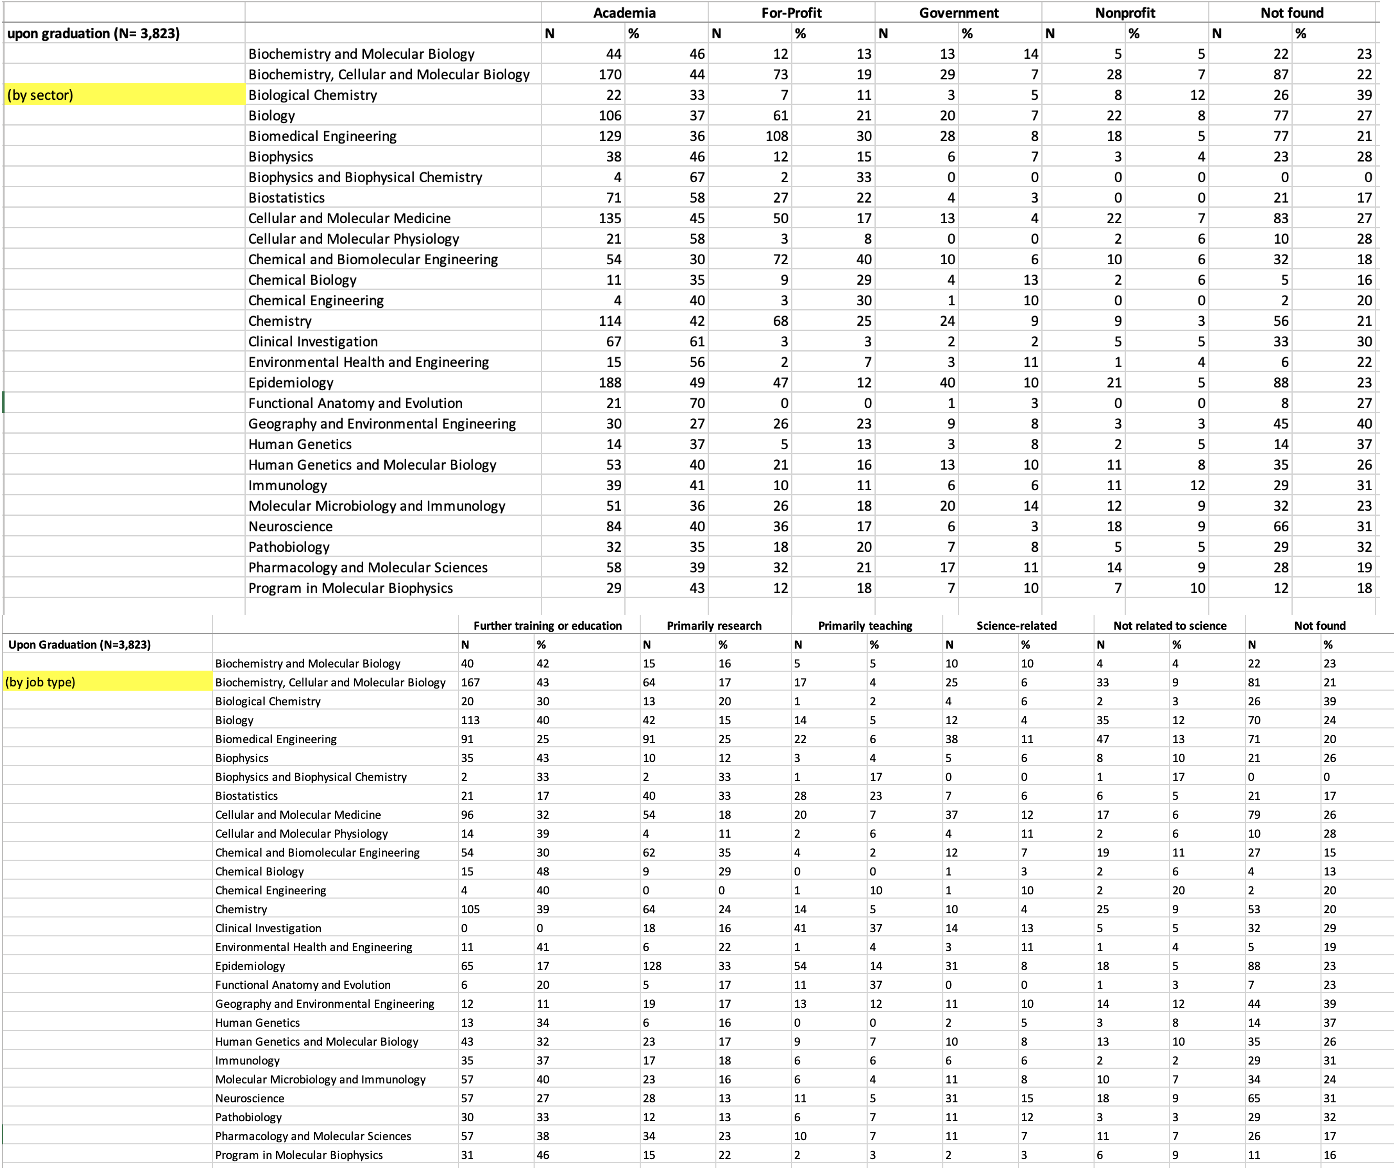 Academia For-Profit Government Nonprofit Not found
upon graduation (N= 3,823) N % N % N % N % N %
Biochemistry and Molecular Biology 44 46 12 13 13 14 5 5 22 23
Biochemistry, Cellular and Molecular Biology 170 44 73 19 29 7 28 7 87 22
(by sector) Biological Chemistry 22 33 7 11 3 5 8 12 26 39
Biology 106 37 61 21 20 7 22 8 77 27
Biomedical Engineering 129 36 108 30 28 8 18 5 77 21
Biophysics 38 46 12 15 6 7 3 4 23 28
Biophysics and Biophysical Chemistry 4 67 2 33 0 0 0 0 0 0
Biostatistics 71 58 27 22 4 3 0 0 21 17
Cellular and Molecular Medicine 135 45 50 17 13 4 22 7 83 27
Cellular and Molecular Physiology 21 58 3 8 0 0 2 6 10 28
Chemical and Biomolecular Engineering 54 30 72 40 10 6 10 6 32 18
Chemical Biology 11 35 9 29 4 13 2 6 5 16
Chemical Engineering 4 40 3 30 1 10 0 0 2 20
Chemistry 114 42 68 25 24 9 9 3 56 21
Clinical Investigation 67 61 3 3 2 2 5 5 33 30
Environmental Health and Engineering 15 56 2 7 3 11 1 4 6 22
Epidemiology 188 49 47 12 40 10 21 5 88 23
Functional Anatomy and Evolution 21 70 0 0 1 3 0 0 8 27
Geography and Environmental Engineering 30 27 26 23 9 8 3 3 45 40
Human Genetics 14 37 5 13 3 8 2 5 14 37
Human Genetics and Molecular Biology 53 40 21 16 13 10 11 8 35 26
Immunology 39 41 10 11 6 6 11 12 29 31
Molecular Microbiology and Immunology 51 36 26 18 20 14 12 9 32 23
Neuroscience 84 40 36 17 6 3 18 9 66 31
Pathobiology 32 35 18 20 7 8 5 5 29 32
Pharmacology and Molecular Sciences 58 39 32 21 17 11 14 9 28 19
Program in Molecular Biophysics 29 43 12 18 7 10 7 10 12 18
Further training or education Primarily research Primarily teaching Science-related Not related to science Not found
Upon Graduation (N=3,823) N % N % N % N % N % N %
Biochemistry and Molecular Biology 40 42 15 16 5 5 10 10 4 4 22 23
(by job type) Biochemistry, Cellular and Molecular Biology 167 43 64 17 17 4 25 6 33 9 81 21
Biological Chemistry 20 30 13 20 1 2 4 6 2 3 26 39
Biology 113 40 42 15 14 5 12 4 35 12 70 24
Biomedical Engineering 91 25 91 25 22 6 38 11 47 13 71 20
Biophysics 35 43 10 12 3 4 5 6 8 10 21 26
Biophysics and Biophysical Chemistry 2 33 2 33 1 17 0 0 1 17 0 0
Biostatistics 21 17 40 33 28 23 7 6 6 5 21 17
Cellular and Molecular Medicine 96 32 54 18 20 7 37 12 17 6 79 26
Cellular and Molecular Physiology 14 39 4 11 2 6 4 11 2 6 10 28
Chemical and Biomolecular Engineering 54 30 62 35 4 2 12 7 19 11 27 15
Chemical Biology 15 48 9 29 0 0 1 3 2 6 4 13
Chemical Engineering 4 40 0 0 1 10 1 10 2 20 2 20
Chemistry 105 39 64 24 14 5 10 4 25 9 53 20
Clinical Investigation 0 0 18 16 41 37 14 13 5 5 32 29
Environmental Health and Engineering 11 41 6 22 1 4 3 11 1 4 5 19
Epidemiology 65 17 128 33 54 14 31 8 18 5 88 23
Functional Anatomy and Evolution 6 20 5 17 11 37 0 0 1 3 7 23
Geography and Environmental Engineering 12 11 19 17 13 12 11 10 14 12 44 39
Human Genetics 13 34 6 16 0 0 2 5 3 8 14 37
Human Genetics and Molecular Biology 43 32 23 17 9 7 10 8 13 10 35 26
Immunology 35 37 17 18 6 6 6 6 2 2 29 31
Molecular Microbiology and Immunology 57 40 23 16 6 4 11 8 10 7 34 24
Neuroscience 57 27 28 13 11 5 31 15 18 9 65 31
Pathobiology 30 33 12 13 6 7 11 12 3 3 29 32
Pharmacology and Molecular Sciences 57 38 34 23 10 7 11 7 11 7 26 17
Program in Molecular Biophysics 31 46 15 22 2 3 2 3 6 9 11 16